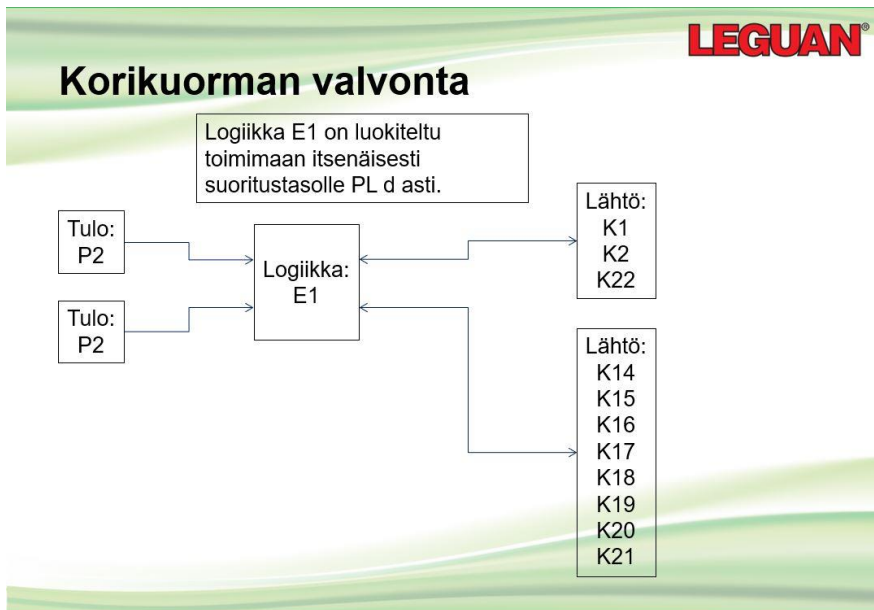 LEGUAN®
Korikuorman valvonta
Logiikka E1 on luokiteltu
toimimaan itsenäisesti
suoritustasolle PL d asti.
Tulo:
P2
Tulo:
P2
Logiikka:
E1
Lähtö:
K1
K2
K22
Lähtö:
K14
K15
K16
K17
K18
K19
K20
K21